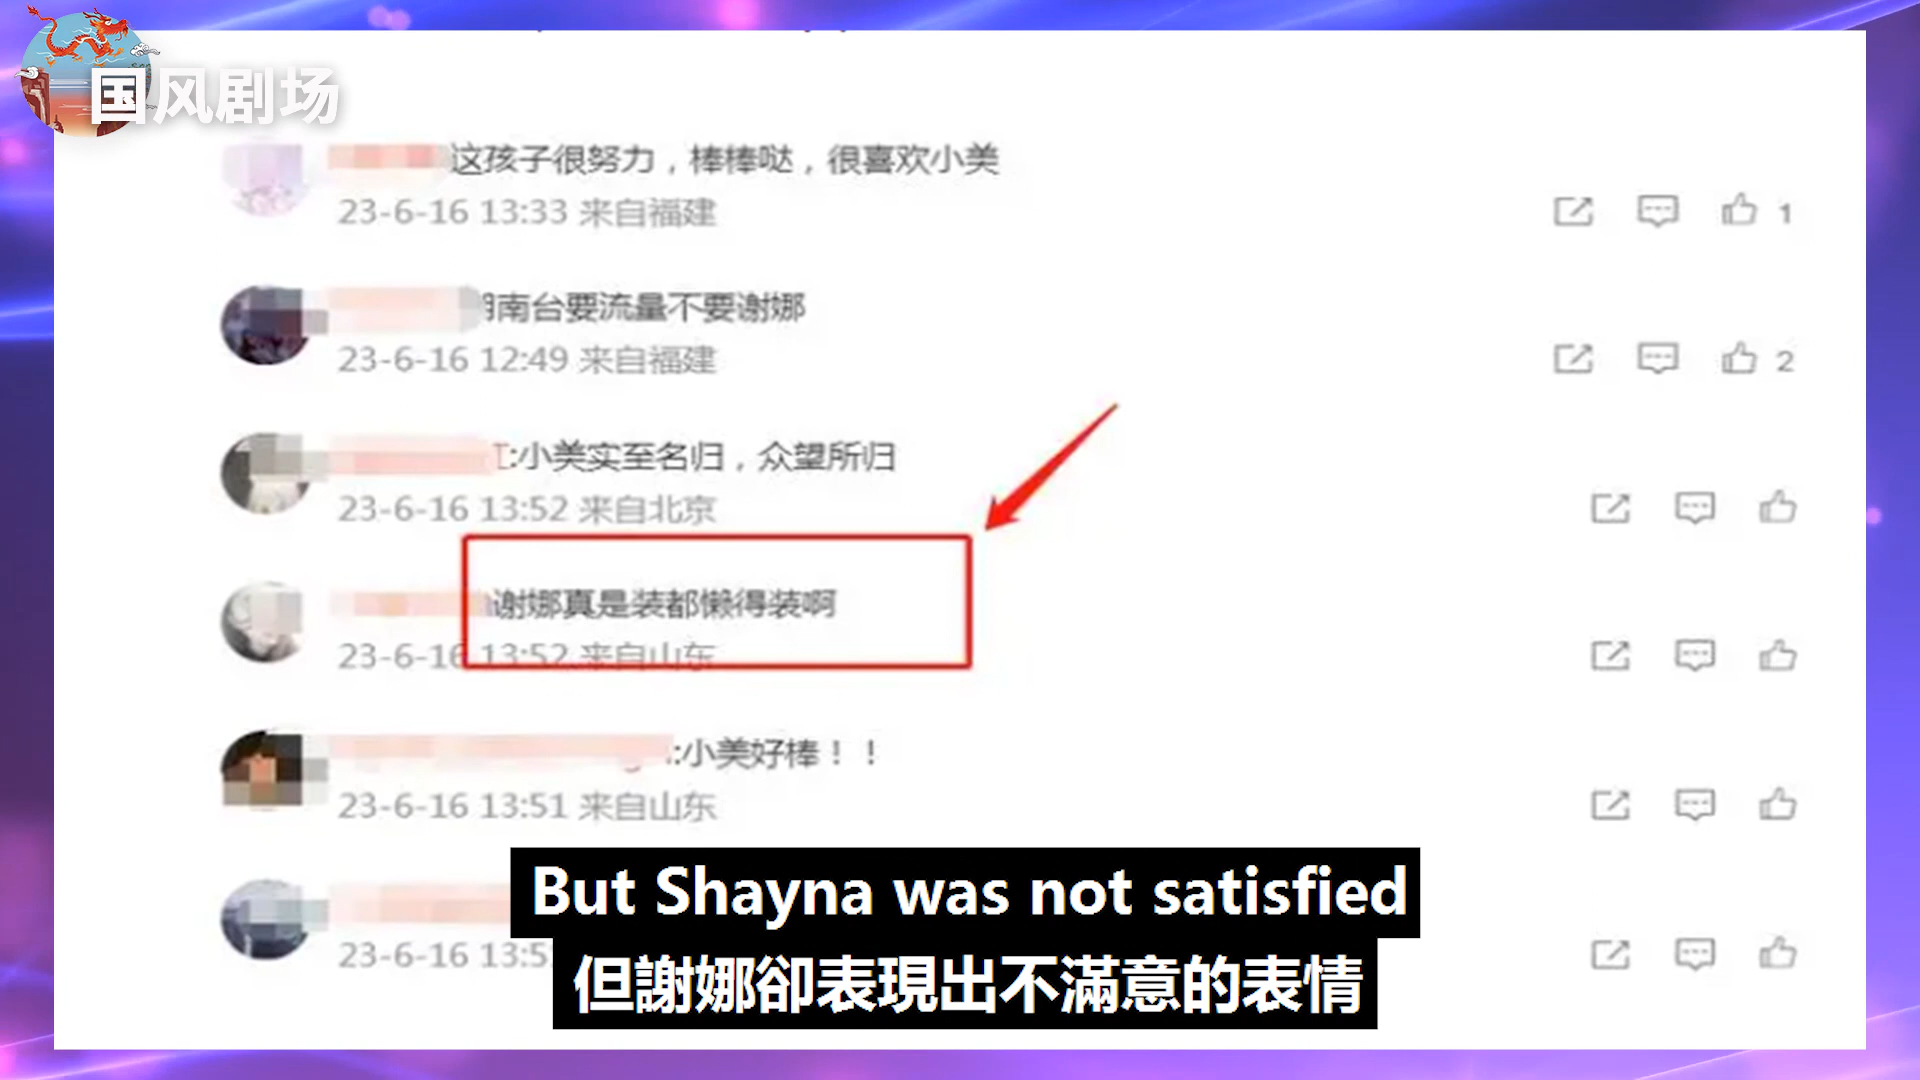 国风剧场
这孩子很努力，棒棒哒，很喜欢小美
23-6-16 13:33 来自福建
1
南台要流量不要谢娜
23-6-16 12:49 来自福建
2
:小美实至名归，众望所归
23-6-16 13:52 来自北京
谢娜真是装都懒得装啊
23-6-16 13:52 来自山东
:小美好棒！！
23-6-16 13:51 来自山东
23-6-16 13:5
But Shayna was not satisfied
但謝娜卻表現出不滿意的表情